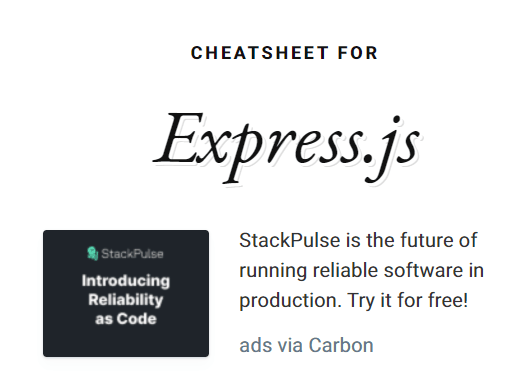 CHEATSHEET FOR
Express.js
StackPulse
Introducing
Reliability
as Code
StackPulse is the future of
running reliable software in
production. Try it for free!
ads via Carbon